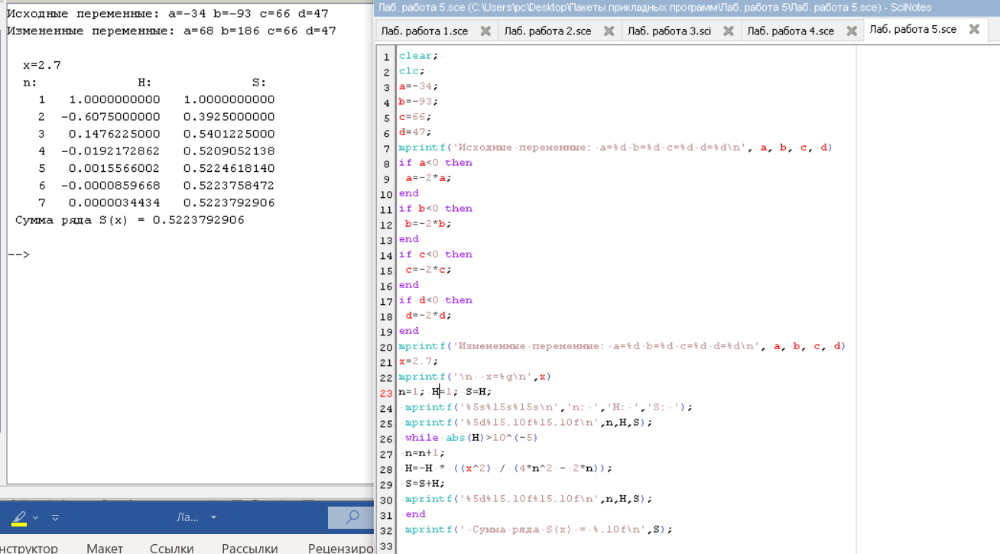 Исходные переменные: a=-34 b=-93 c=66 d=47
Измененные переменные: a=68 b=186 c=66 d=47
x=2.7
n: H: S:
1 1.0000000000 1.0000000000
2 -0.6075000000 0.3925000000
3 0.1476225000 0.5401225000
4 -0.0192172862 0.5209052138
5 0.0015566002 0.5224618140
6 -0.0000859668 0.5223758472
7 0.0000034434 0.5223792906
Сумма ряда S(x) = 0.5223792906
-->
Лаб. работа 5.sce (C:\Users\pc\Desktop\Пакеты прикладных программ\Лаб. работа 5\Лаб. работа 5.sce) - SciNotes
Лаб. работа 1.sce Лаб. работа 2.sce Лаб. работа 3.sci Лаб. работа 4.sce Лаб. работа 5.sce
1 clear;
2 clc;
3 a=-34;
4 b=-93;
5 c=66;
6 d=47;
7 mprintf('Исходные переменные: a=%d b=%d c=%d d=%d\n', a, b, c, d)
8 if a<0 then
9 a=-2*a;
10 end
11 if b<0 then
12 b=-2*b;
13 end
14 if c<0 then
15 c=-2*c;
16 end
17 if d<0 then
18 d=-2*d;
19 end
20 mprintf('Измененные переменные: a=%d b=%d c=%d d=%d\n', a, b, c, d)
21 x=2.7;
22 mprintf('\n  x=%g\n',x)
23 n=1; H=1; S=H;
24 mprintf('%5s%15s%15s\n','n: ','H: ','S: ');
25 mprintf('%5d%15.10f%15.10f\n',n,H,S);
26 while abs(H)>10^(-5)
27 n=n+1;
28 H=-H * ((x^2) / (4*n^2 - 2*n));
29 S=S+H;
30 mprintf('%5d%15.10f%15.10f\n',n,H,S);
31 end
32 mprintf(' Сумма ряда S(x) = %.10f\n',S);
33
Ла...
нструктор Макет Ссылки Рассылки Рецензиро